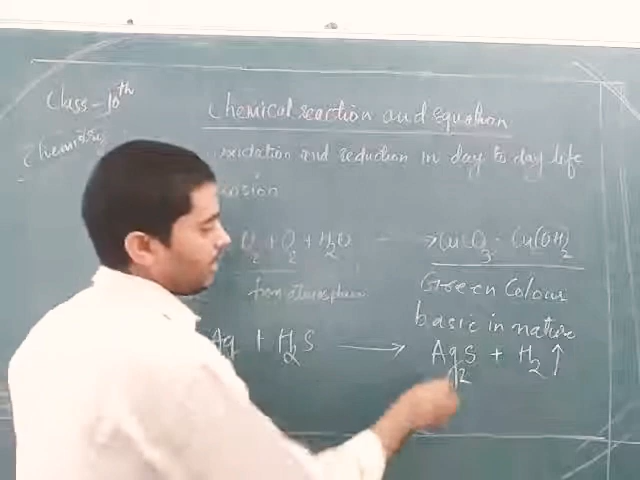 Class - 10th
Chemistry
Chemical reaction and Equation
oxidation and reduction in day to day life
O2 + O2 + H2O → CuCO3 · Cu(OH)2
from atmosphere
Green Colour
basic in nature
Ag + H2S → Ag2S + H2 ↑